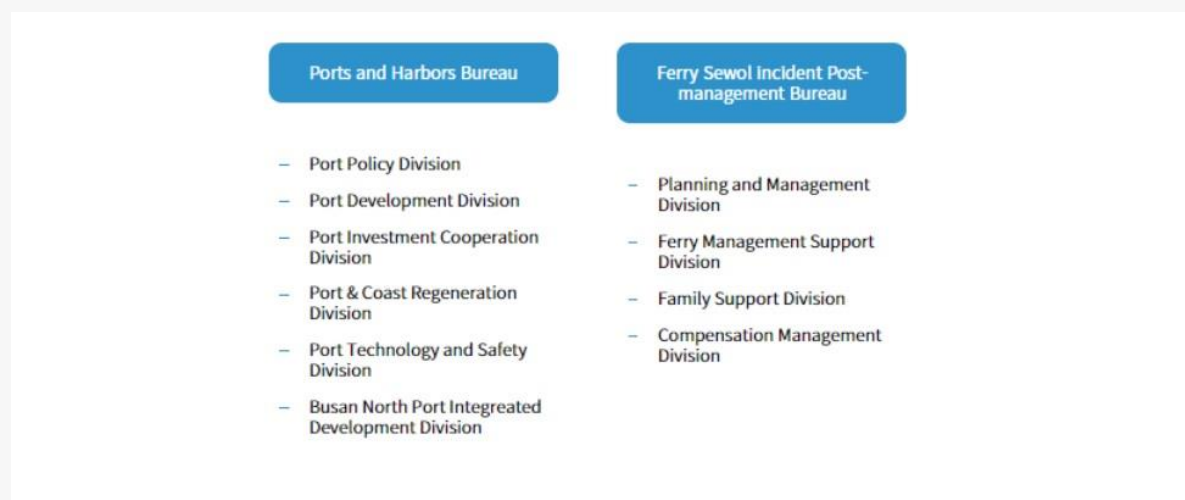 Ports and Harbors Bureau
– Port Policy Division
– Port Development Division
– Port Investment Cooperation
Division
– Port & Coast Regeneration
Division
– Port Technology and Safety
Division
– Busan North Port Integreated
Development Division
Ferry Sewol Incident Post-
management Bureau
– Planning and Management
Division
– Ferry Management Support
Division
– Family Support Division
– Compensation Management
Division